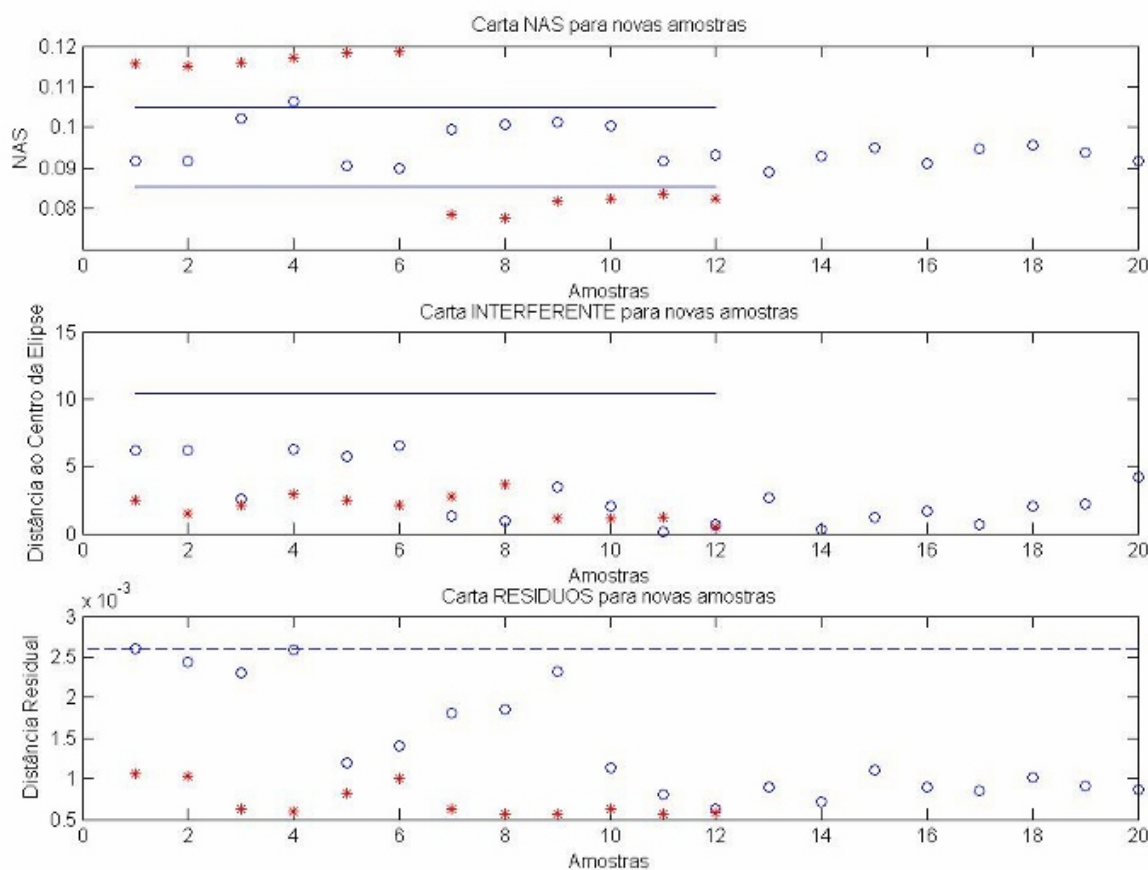 Carta NAS para novas amostras
0.12
0.11
0.1
0.09
0.08
NAS
0 2 4 6 8 10 12 14 16 18 20
Amostras
Carta INTERFERENTE para novas amostras
15
10
5
0
Distância ao Centro da Elipse
0 2 4 6 8 10 12 14 16 18 20
Amostras
x 10-3
Carta RESIDUOS para novas amostras
3
2.5
2
1.5
1
0.5
Distância Residual
0 2 4 6 8 10 12 14 16 18 20
Amostras